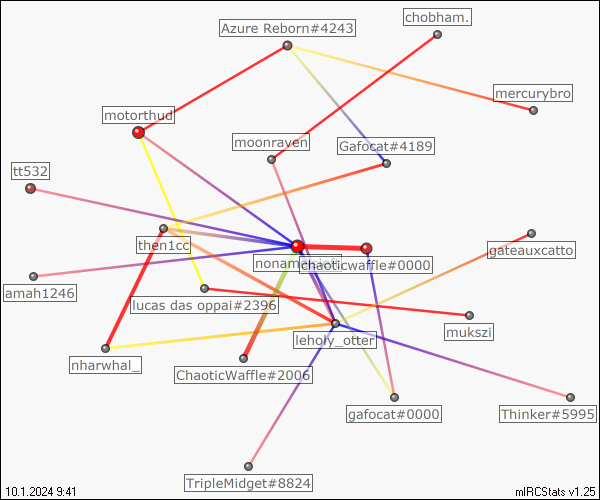 chobham.
Azure Reborn#4243
mercurybro
motorthud
moonraven
Gafocat#4189
tt532
then1cc
gateauxcatto
chaoticwaffle#0000
amah1246
lucas das oppai#2396
mukszi
leholy_otter
nharwhal_
ChaoticWaffle#2006
gafocat#0000
Thinker#5995
TripleMidget#8824
10.1.2024 9:41
mIRCStats v1.25